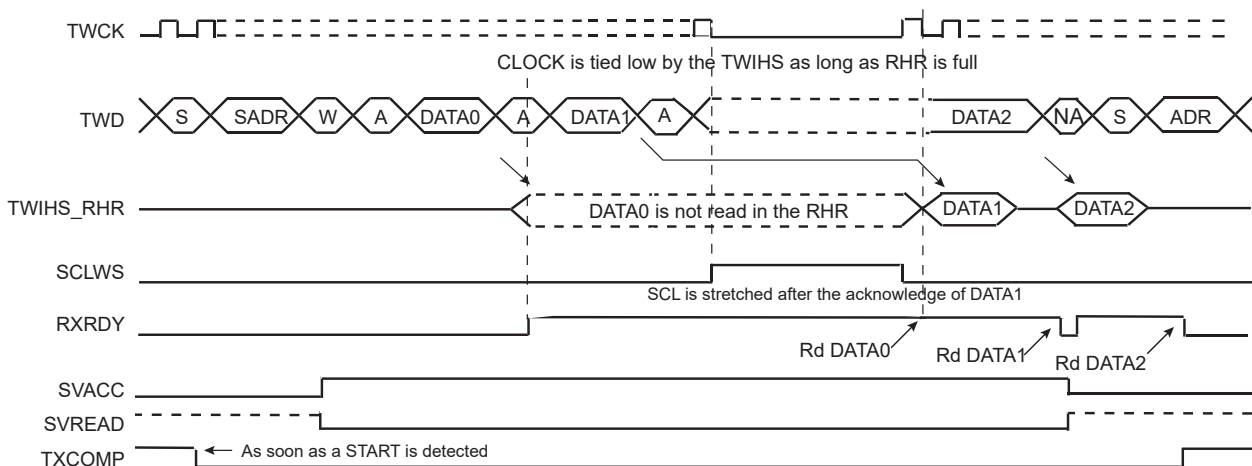 TWCK
CLOCK is tied low by the TWIHS as long as RHR is full
TWD S SADR W A DATA0 A DATA1 A DATA2 NA S ADR
TWIHS_RHR DATA0 is not read in the RHR DATA1 DATA2
SCLWS
SCL is stretched after the acknowledge of DATA1
RXRDY
Rd DATA0 Rd DATA1 Rd DATA2
SVACC
SVREAD
TXCOMP As soon as a START is detected